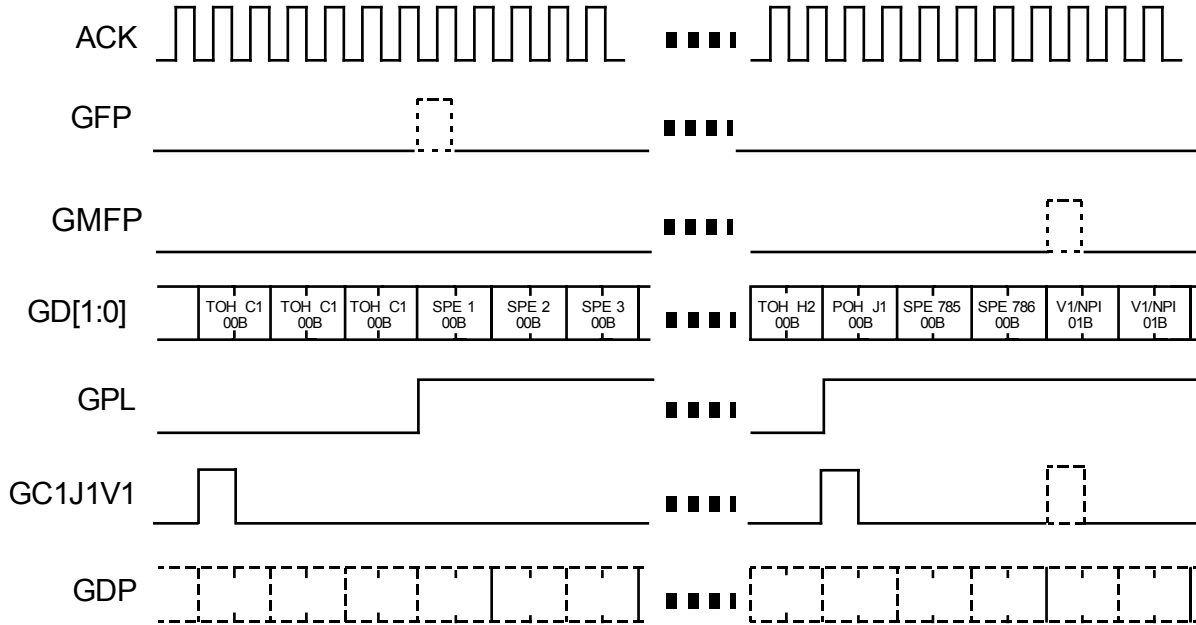 ACK
GFP
GMFP
GD[1:0]
TOH C1 TOH C1 TOH C1 SPE 1 SPE 2 SPE 3 TOH H2 POH J1 SPE 785 SPE 786 V1/NPI V1/NPI
00B 00B 00B 00B 00B 00B 00B 00B 00B 00B 01B 01B
GPL
GC1J1V1
GDP